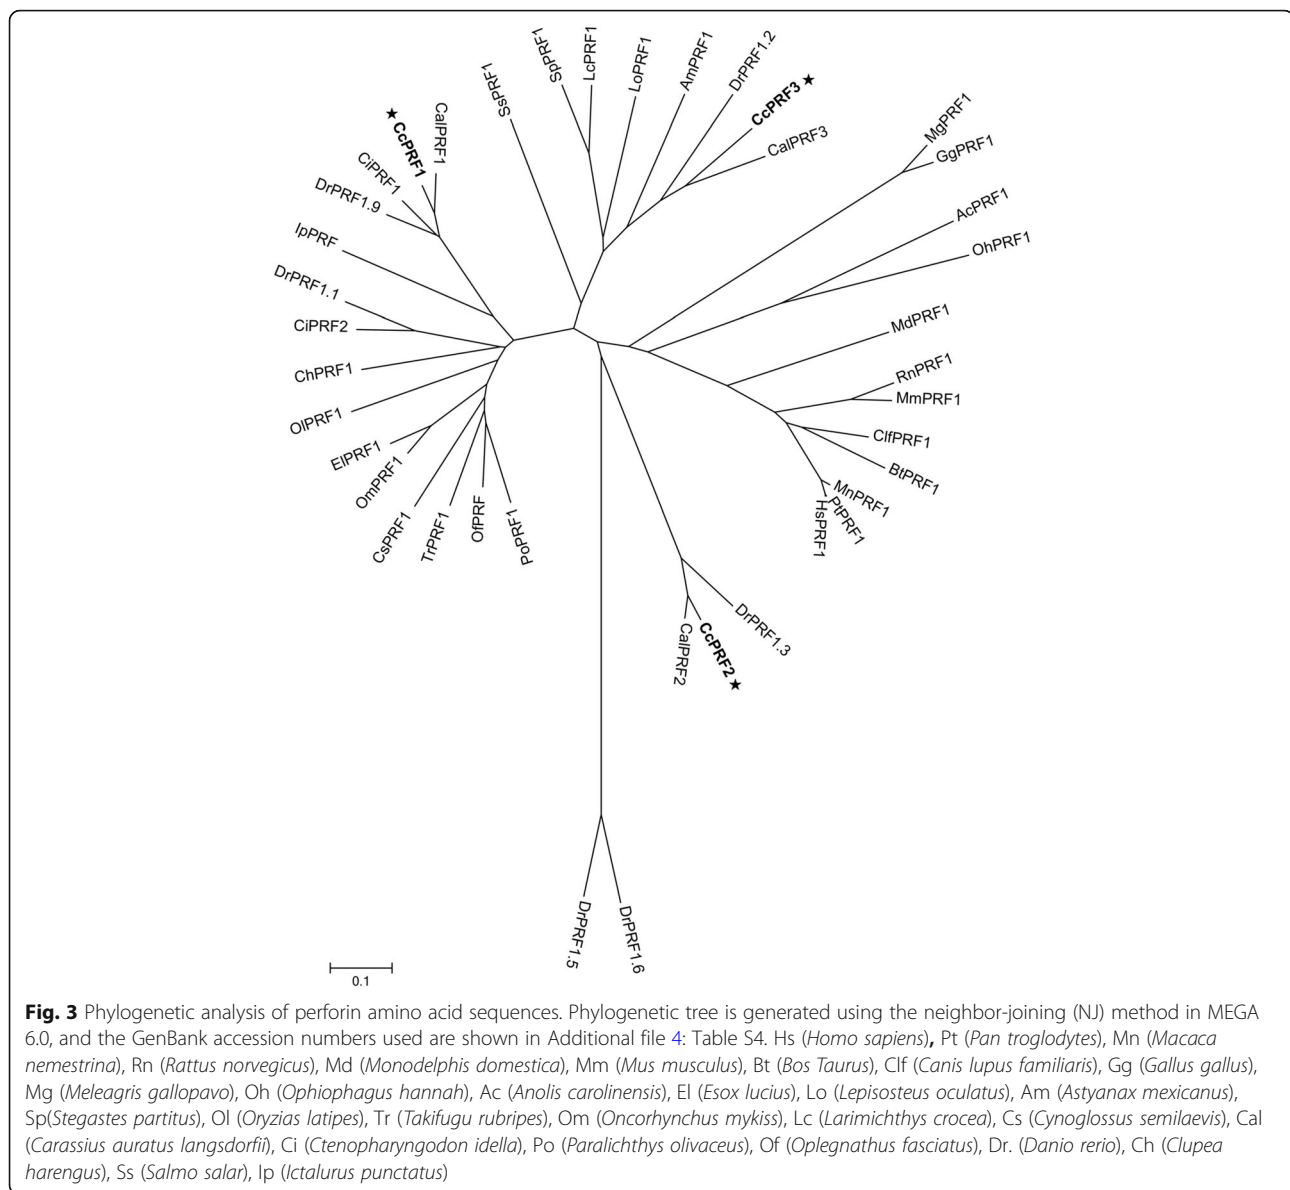 SpPRF1
LcPRF1
LoPRF1
AmPRF1
DrPRF1.2
SsPRF1
CcPRF3 ★
★ CcPRF1
CalPRF1
MgPRF1
CalPRF3
GgPRF1
CiPRF1
DrPRF1.9
AcPRF1
IpPRF
OhPRF1
DrPRF1.1
CiPRF2
MdPRF1
ChPRF1
RnPRF1
MmPRF1
OlPRF1
ClfPRF1
ElPRF1
BtPRF1
OmPRF1
MnPRF1
PtPRF1
HsPRF1
CsPRF1
TrPRF1
OfPRF
PoPRF1
DrPRF1.3
CcPRF2 ★
CalPRF2
DrPRF1.5
DrPRF1.6
0.1
Fig. 3 Phylogenetic analysis of perforin amino acid sequences. Phylogenetic tree is generated using the neighbor-joining (NJ) method in MEGA
6.0, and the GenBank accession numbers used are shown in Additional file 4: Table S4. Hs (Homo sapiens), Pt (Pan troglodytes), Mn (Macaca
nemestrina), Rn (Rattus norvegicus), Md (Monodelphis domestica), Mm (Mus musculus), Bt (Bos Taurus), Clf (Canis lupus familiaris), Gg (Gallus gallus),
Mg (Meleagris gallopavo), Oh (Ophiophagus hannah), Ac (Anolis carolinensis), El (Esox lucius), Lo (Lepisosteus oculatus), Am (Astyanax mexicanus),
Sp(Stegastes partitus), Ol (Oryzias latipes), Tr (Takifugu rubripes), Om (Oncorhynchus mykiss), Lc (Larimichthys crocea), Cs (Cynoglossus semilaevis), Cal
(Carassius auratus langsdorfii), Ci (Ctenopharyngodon idella), Po (Paralichthys olivaceus), Of (Oplegnathus fasciatus), Dr. (Danio rerio), Ch (Clupea
harengus), Ss (Salmo salar), Ip (Ictalurus punctatus)